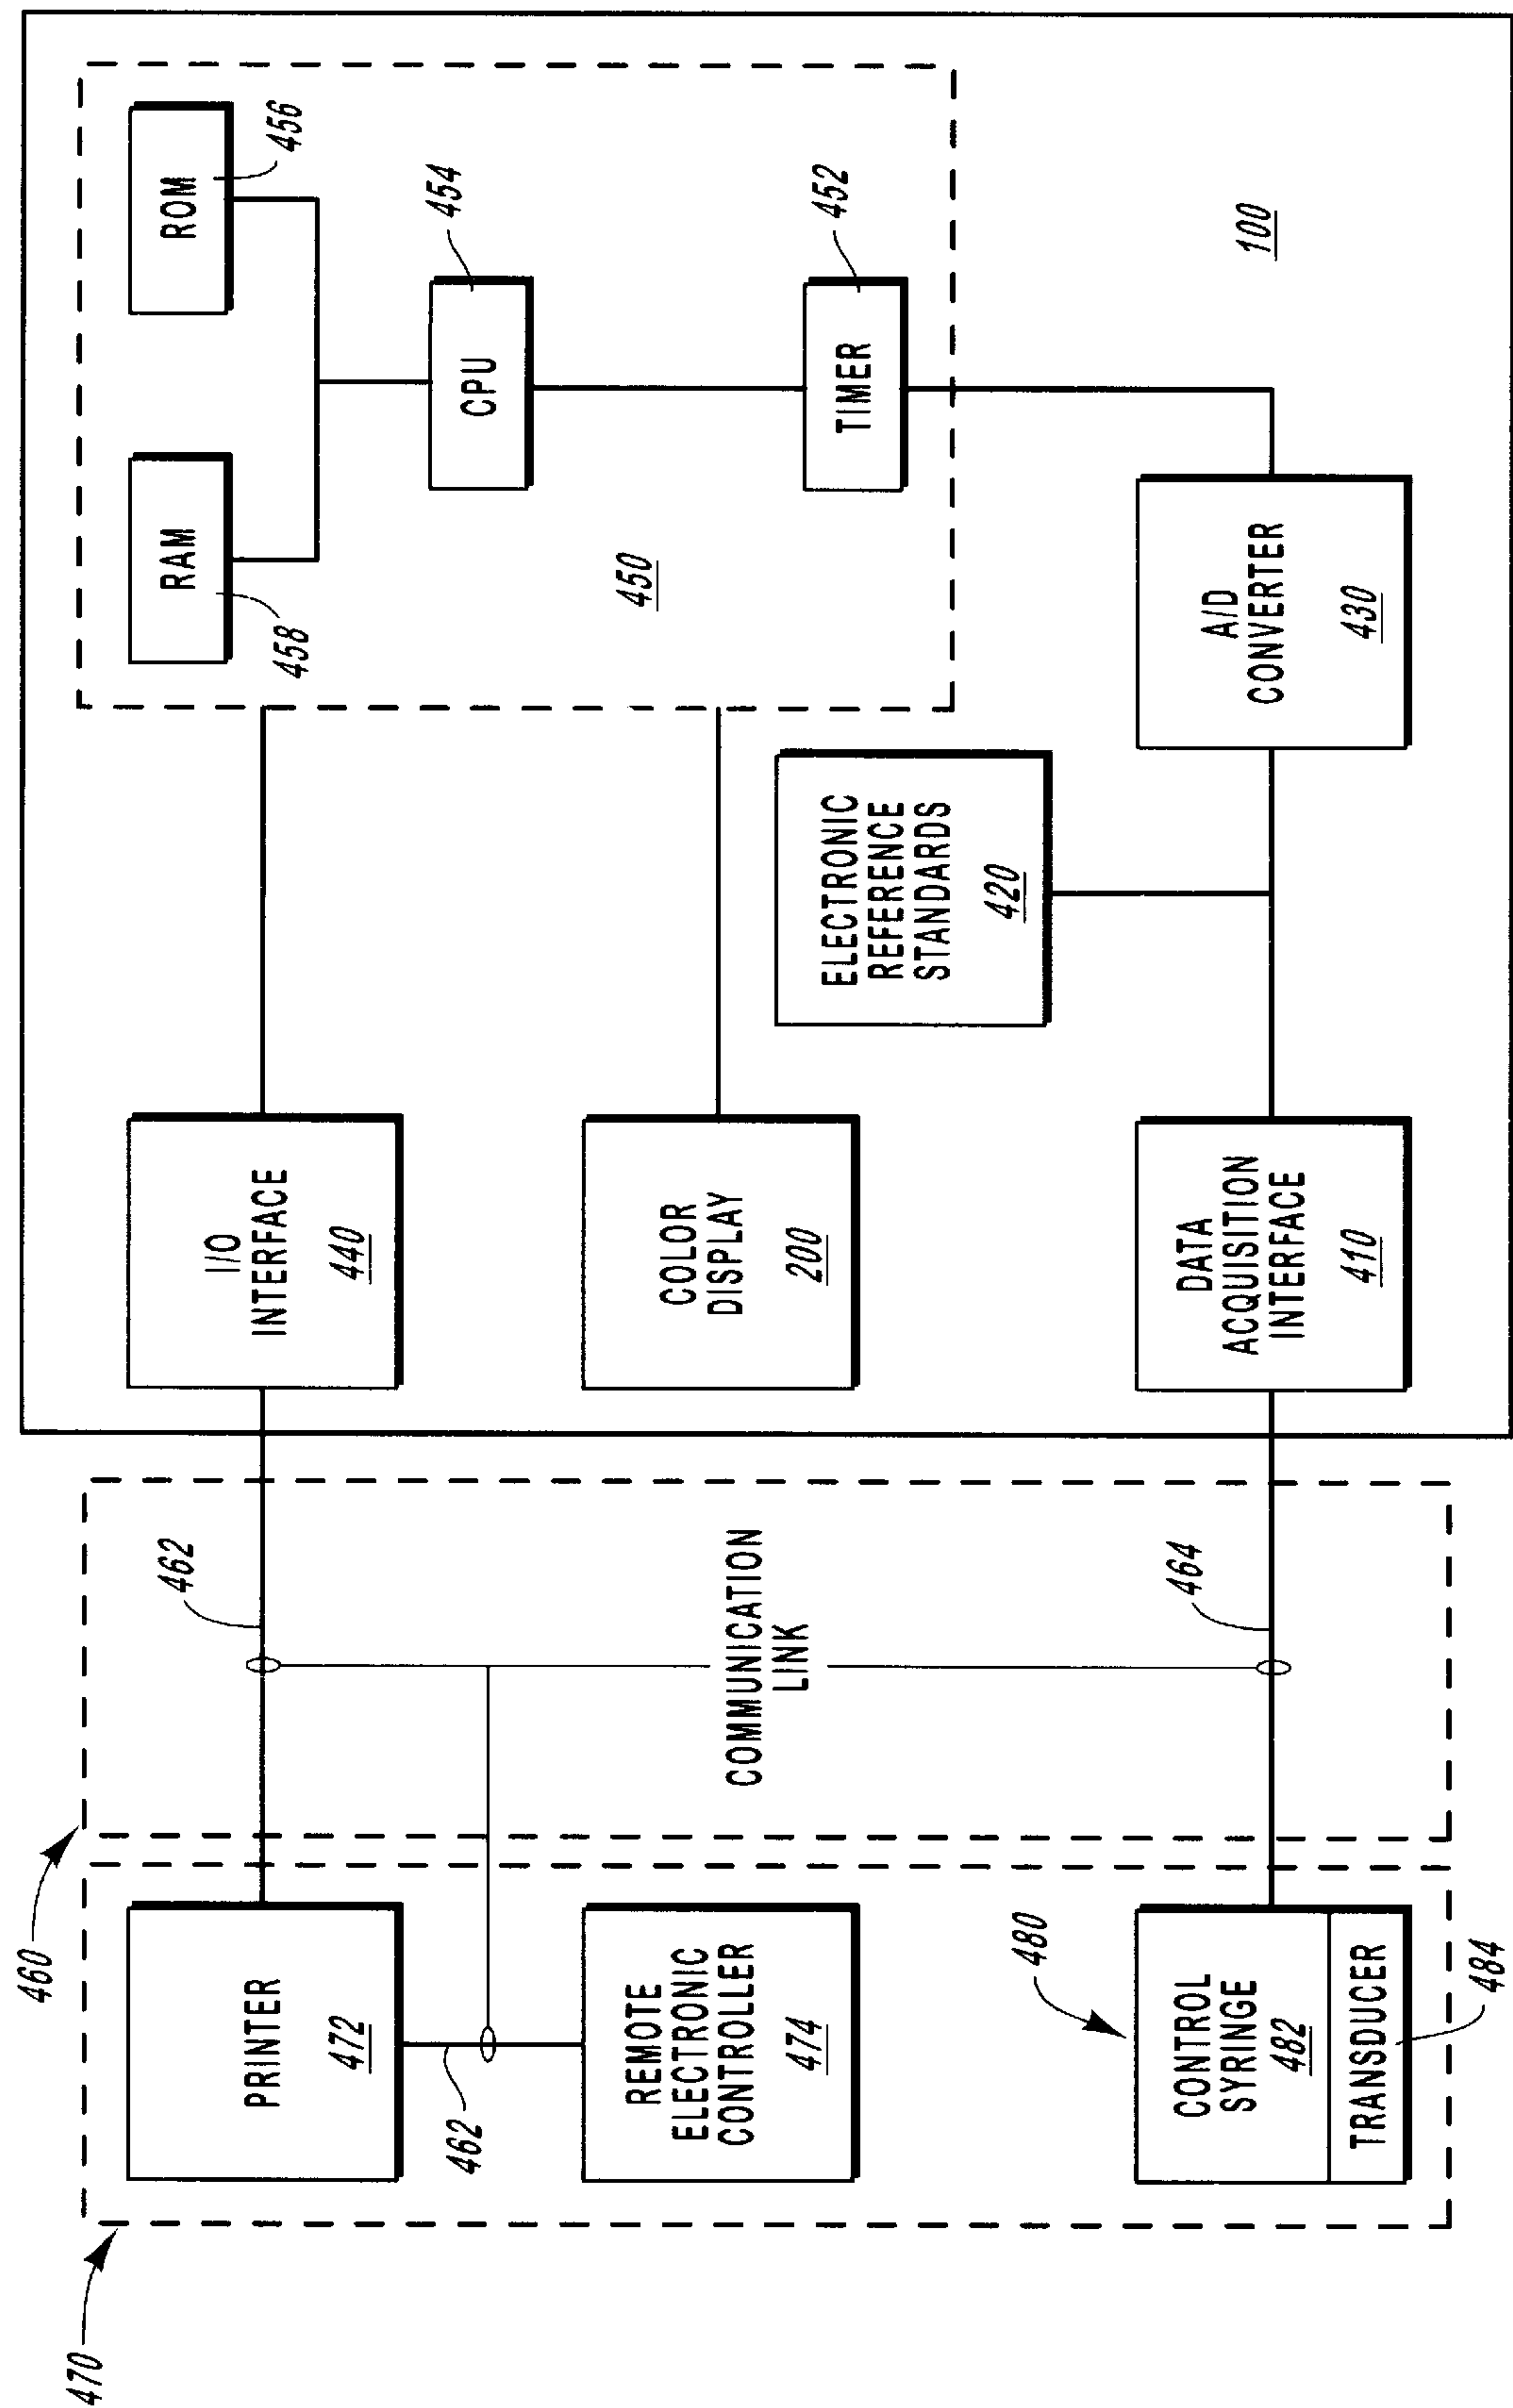 470
460
PRINTER
472
462
REMOTE
ELECTRONIC
CONTROLLER
474
480
CONTROL
SYRINGE
482
TRANSDUCER
484
462
COMMUNICATION
LINK
464
I/O
INTERFACE
440
COLOR
DISPLAY
200
DATA
ACQUISITION
INTERFACE
410
ELECTRONIC
REFERENCE
STANDARDS
420
A/D
CONVERTER
430
RAM
458
ROM
456
CPU
454
450
TIMER
452
100